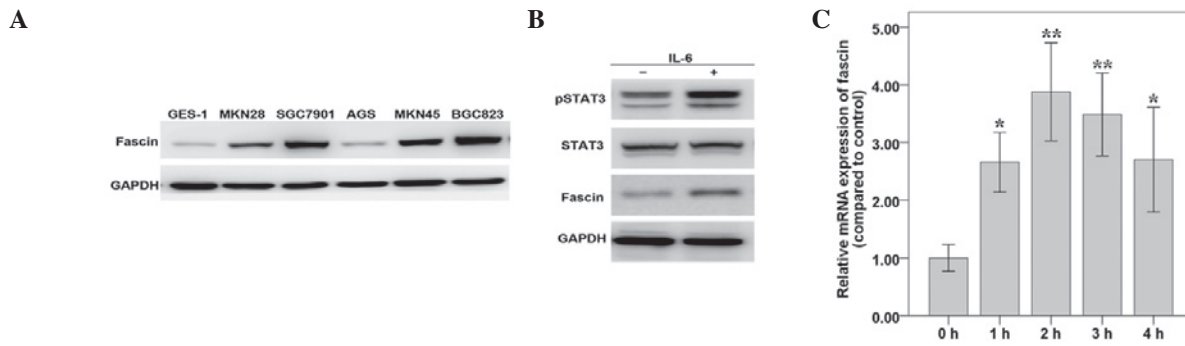 A
GES-1 MKN28 SGC7901 AGS MKN45 BGC823
Fascin
GAPDH
B
IL-6
– +
pSTAT3
STAT3
Fascin
GAPDH
C
Relative mRNA expression of fascin
(compared to control)
5.00
4.00
3.00
2.00
1.00
0.00
* ** ** *
0 h 1 h 2 h 3 h 4 h